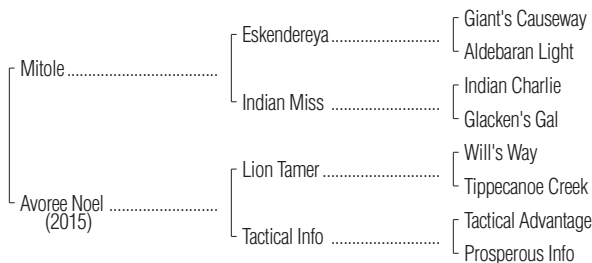 Giant's Causeway
Eskendereya
Aldebaran Light
Mitole
Indian Charlie
Indian Miss
Glacken's Gal
Will's Way
Lion Tamer
Tippecanoe Creek
Avoree Noel
(2015)
Tactical Advantage
Tactical Info
Prosperous Info